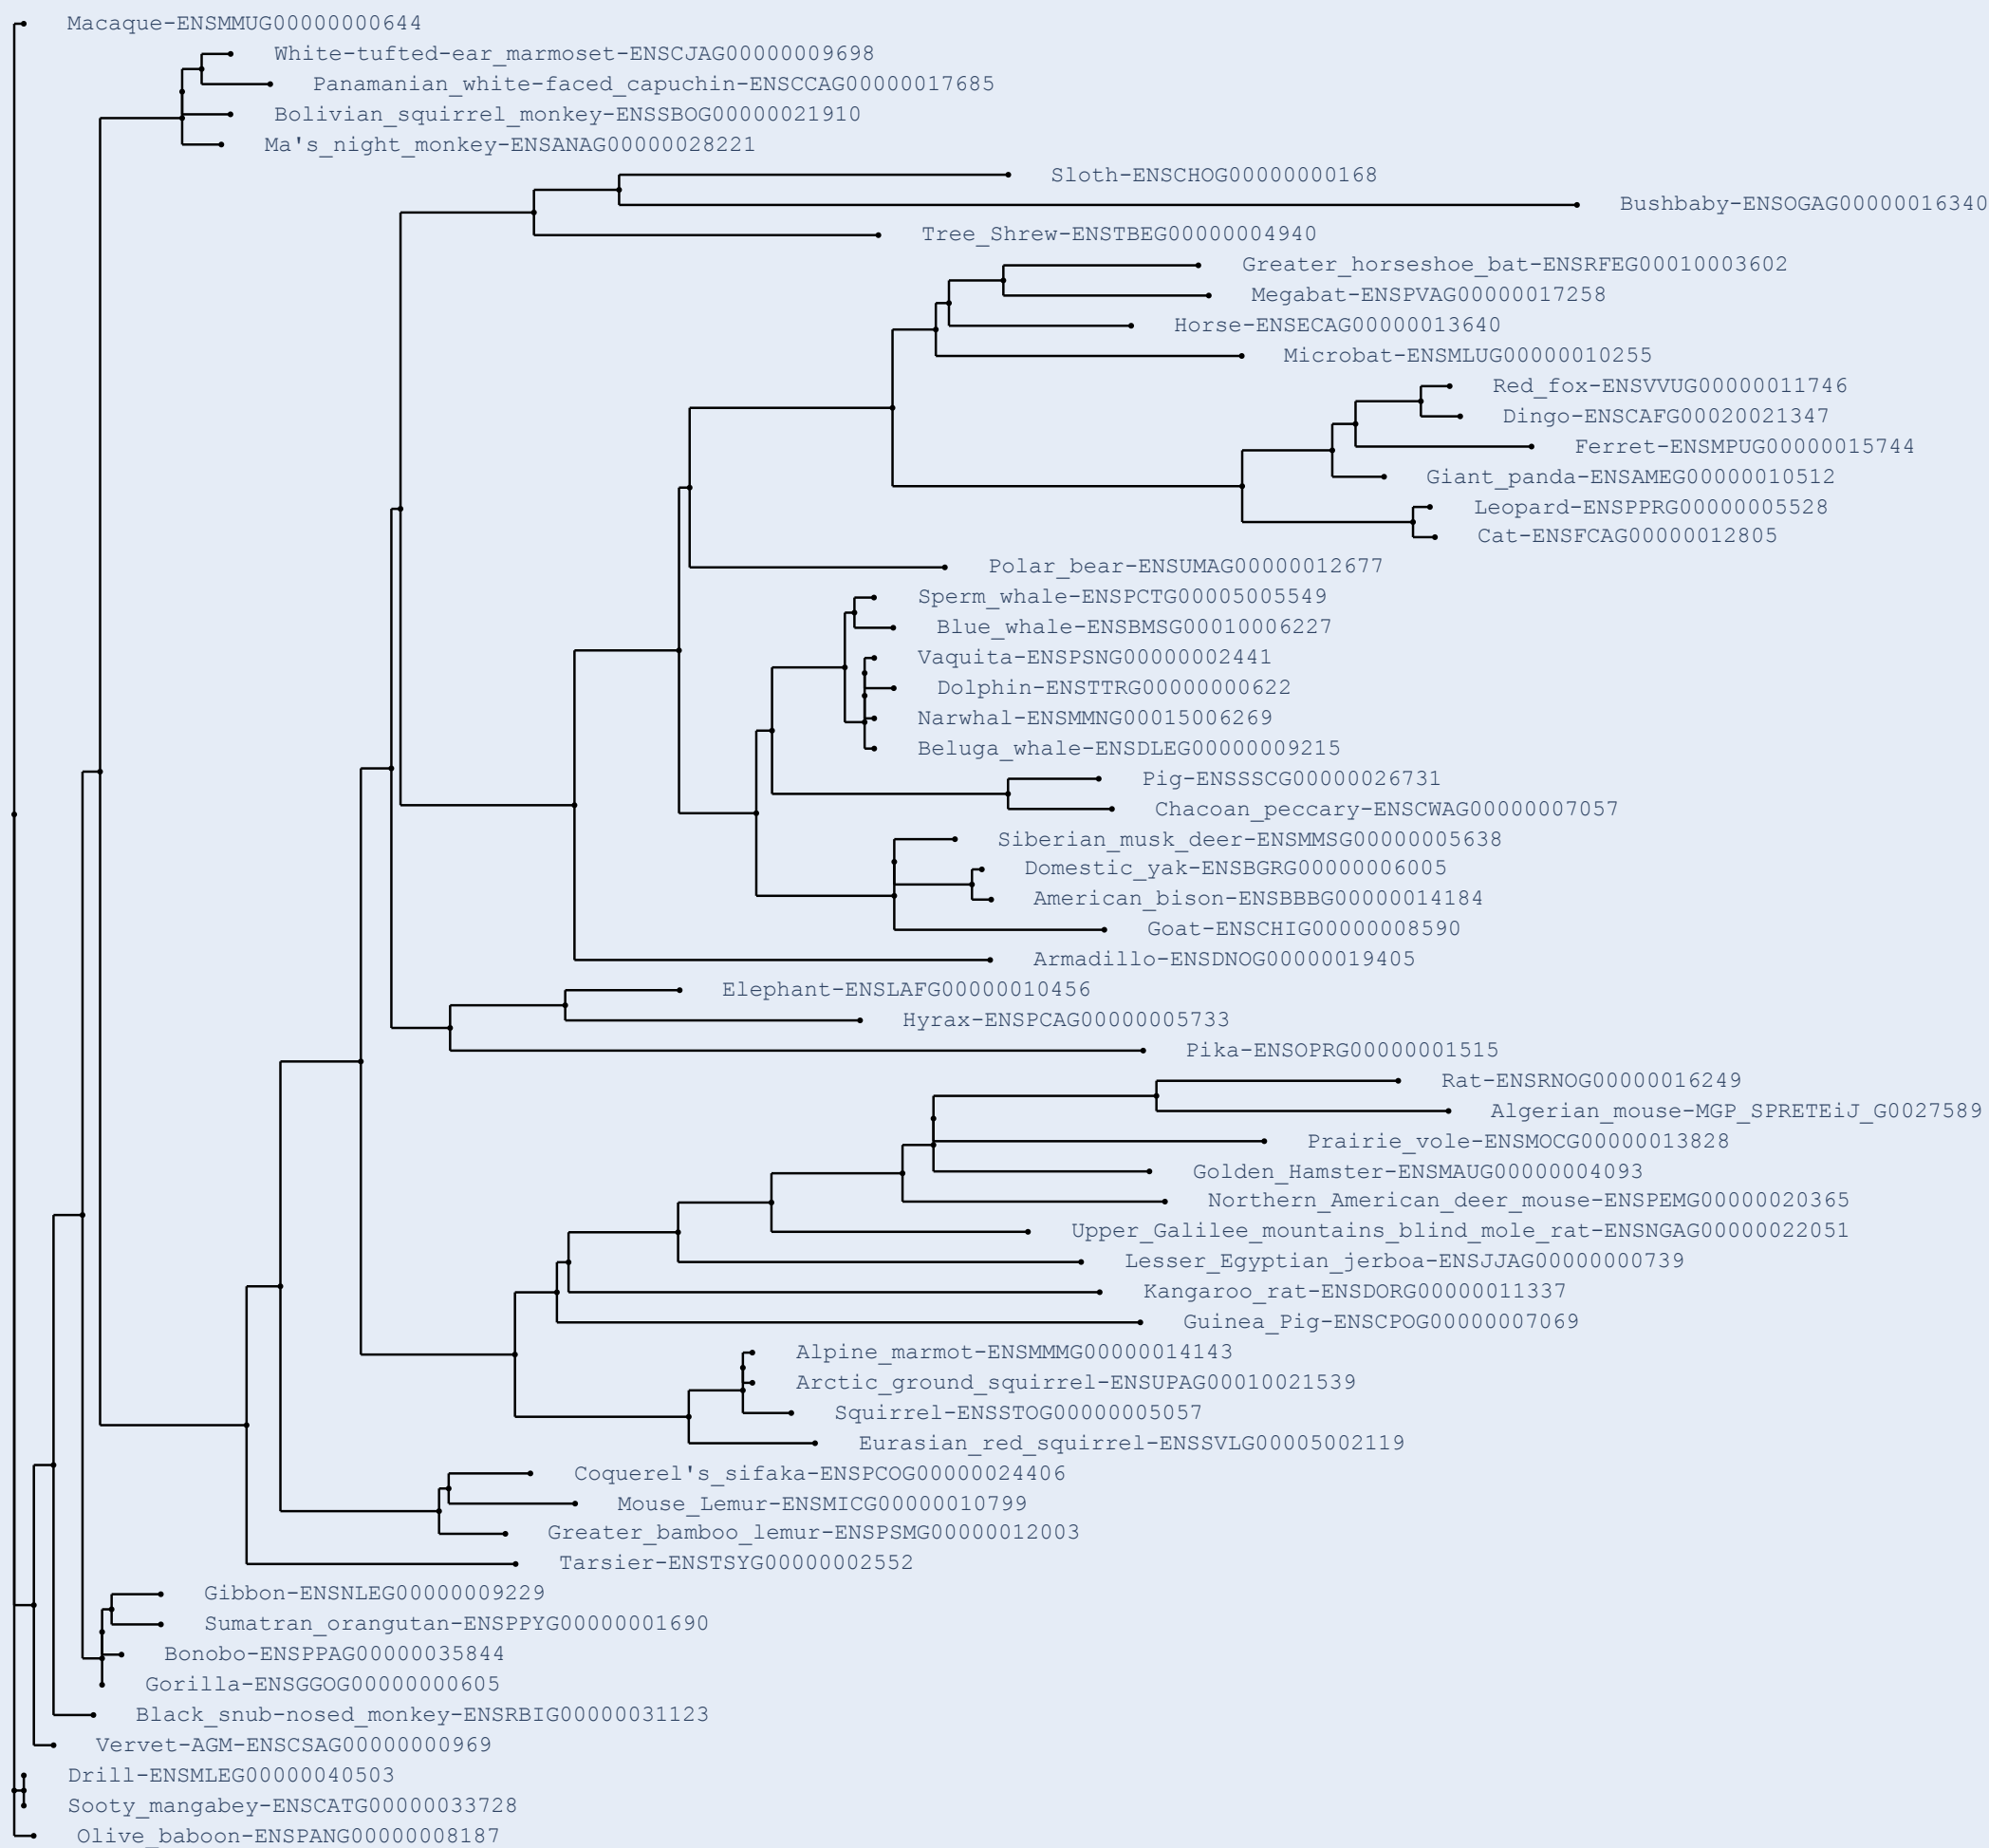 Macaque-ENSMMUG00000000644
White-tufted-ear_marmoset-ENSCJAG00000009698
Panamanian_white-faced_capuchin-ENSCCAG00000017685
Bolivian_squirrel_monkey-ENSSBOG00000021910
Ma's_night_monkey-ENSANAG00000028221
Sloth-ENSCHOG00000000168
Bushbaby-ENSOGAG00000016340
Tree_Shrew-ENSTBEG00000004940
Greater_horseshoe_bat-ENSRFEG00010003602
Megabat-ENSPVAG00000017258
Horse-ENSECAG00000013640
Microbat-ENSMLUG00000010255
Red_fox-ENSVVUG00000011746
Dingo-ENSCAFG00020021347
Ferret-ENSMPUG00000015744
Giant_panda-ENSAMEG00000010512
Leopard-ENSPPRG00000005528
Cat-ENSFCAG00000012805
Polar_bear-ENSUMAG00000012677
Sperm_whale-ENSPCTG00005005549
Blue_whale-ENSBMSG00010006227
Vaquita-ENSPSNG00000002441
Dolphin-ENSTTRG00000000622
Narwhal-ENSMMNG00015006269
Beluga_whale-ENSDLEG00000009215
Pig-ENSSSCG00000026731
Chacoan_peccary-ENSCWAG00000007057
Siberian_musk_deer-ENSMMSG00000005638
Domestic_yak-ENSBGRG00000006005
American_bison-ENSBBBG00000014184
Goat-ENSCHIG00000008590
Armadillo-ENSDNOG00000019405
Elephant-ENSLAFG00000010456
Hyrax-ENSPCAG00000005733
Pika-ENSOPRG00000001515
Rat-ENSRNOG00000016249
Algerian_mouse-MGP_SPRETEiJ_G0027589
Prairie_vole-ENSMOCG00000013828
Golden_Hamster-ENSMAUG00000004093
Northern_American_deer_mouse-ENSPEMG00000020365
Upper_Galilee_mountains_blind_mole_rat-ENSNGAG00000022051
Lesser_Egyptian_jerboa-ENSJJAG00000000739
Kangaroo_rat-ENSDORG00000011337
Guinea_Pig-ENSCPOG00000007069
Alpine_marmot-ENSMMMG00000014143
Arctic_ground_squirrel-ENSUPAG00010021539
Squirrel-ENSSTOG00000005057
Eurasian_red_squirrel-ENSSVLG00005002119
Coquerel's_sifaka-ENSPCOG00000024406
Mouse_Lemur-ENSMICG00000010799
Greater_bamboo_lemur-ENSPSMG00000012003
Tarsier-ENSTSYG00000002552
Gibbon-ENSNLEG00000009229
Sumatran_orangutan-ENSPPYG00000001690
Bonobo-ENSPPAG00000035844
Gorilla-ENSGGOG00000000605
Black_snub-nosed_monkey-ENSRBIG00000031123
Vervet-AGM-ENSCSAG00000000969
Drill-ENSMLEG00000040503
Sooty_mangabey-ENSCATG00000033728
Olive_baboon-ENSPANG00000008187